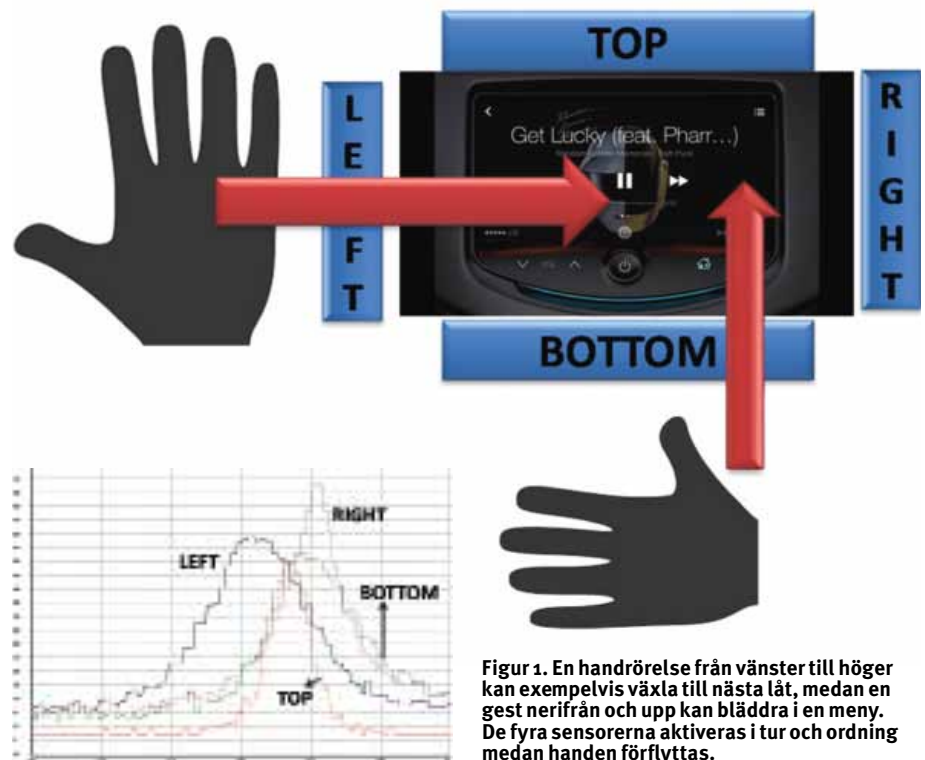 TOP
LEFT
RIGHT
Get Lucky (feat. Pharr...)
BOTTOM
RIGHT
LEFT
BOTTOM
TOP
Figur 1. En handrörelse från vänster till höger
kan exempelvis växla till nästa låt, medan en
gest nerifrån och upp kan bläddra i en meny.
De fyra sensorerna aktiveras i tur och ordning
medan handen förflyttas.